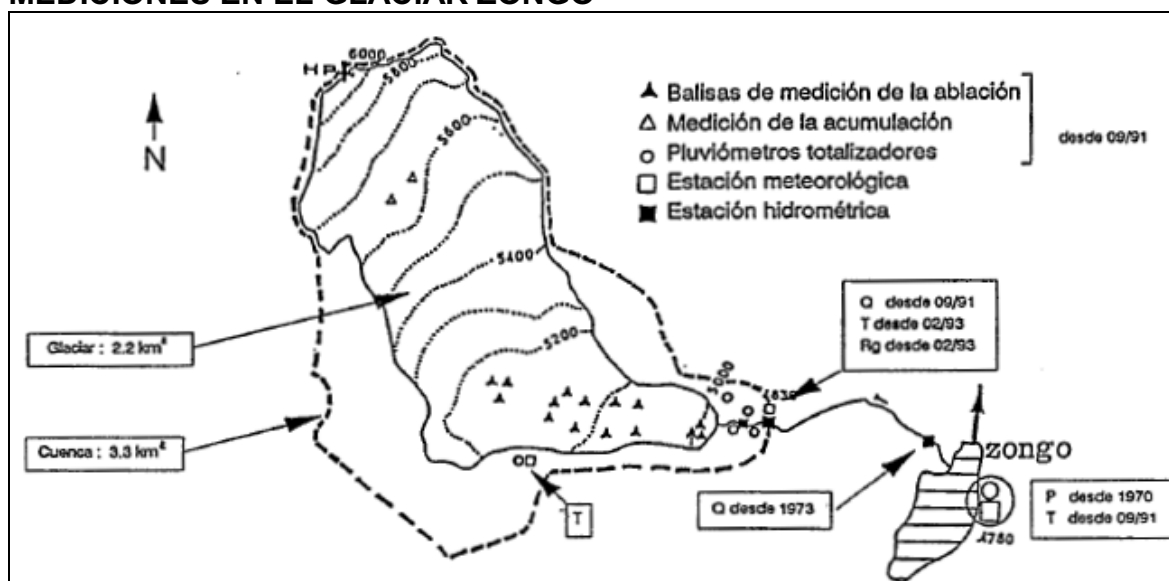 MEDICIONES EN EL GLACIAR ZONGO
HP
6000
5800
5600
5400
5200
5000
N
Balisas de medición de la ablación
Medición de la acumulación
Pluviómetros totalizadores
desde 09/91
Estación meteorológica
Estación hidrométrica
Glaciar : 2.2 km²
Cuenca : 3.3 km²
Q desde 09/91
T desde 02/93
Rg desde 02/93
T
Q desde 1973
zongo
P desde 1970
T desde 09/91
4780